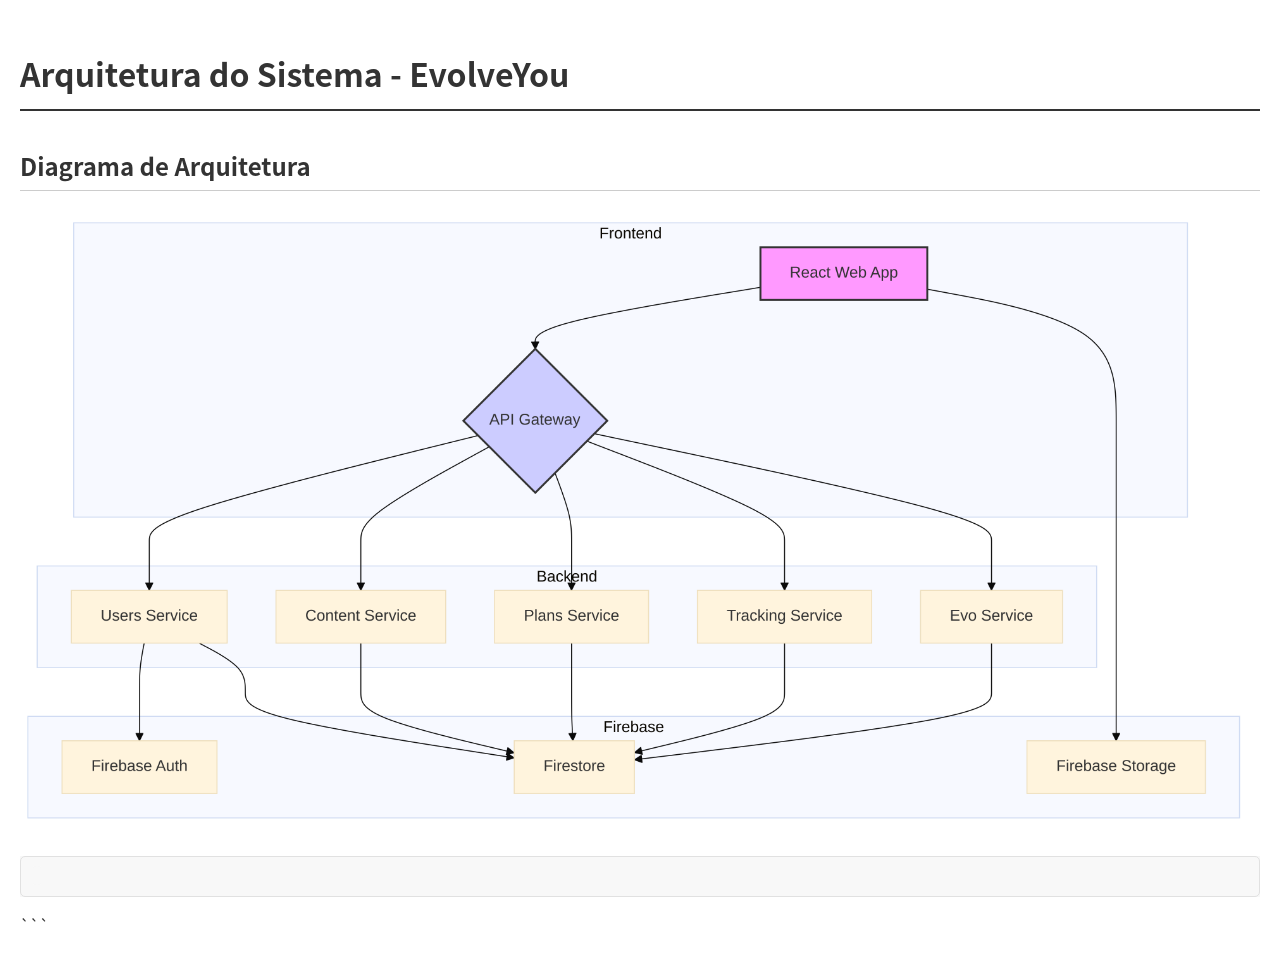 Arquitetura do Sistema - EvolveYou
Diagrama de Arquitetura
Frontend
React Web App
API Gateway
Backend
Users Service
Content Service
Plans Service
Tracking Service
Evo Service
Firebase
Firebase Auth
Firestore
Firebase Storage
```